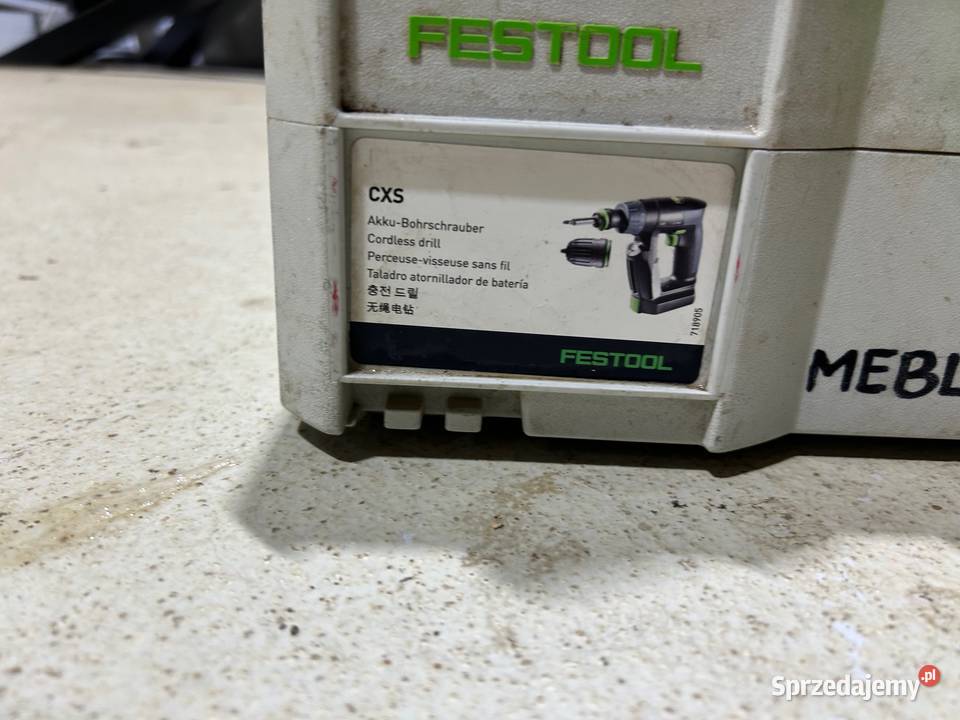 FESTOOL
CXS
Akku-Bohrschrauber
Cordless drill
Perceuse-visseuse sans fil
Taladro atornillador de batería
충전 드릴
无绳电钻
718905
FESTOOL
MEBL
Sprzedajemy.pl